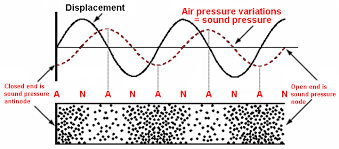 Displacement
Air pressure variations
= sound pressure
Closed end is
sound pressure
antinode
A N A N A N A N A N
Open end is
sound pressure
node